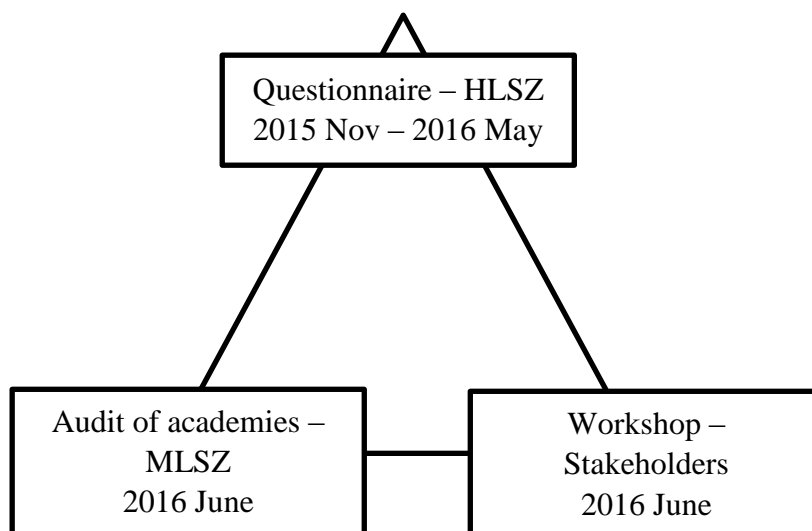 Questionnaire – HLSZ
2015 Nov – 2016 May
Audit of academies –
MLSZ
2016 June
Workshop –
Stakeholders
2016 June